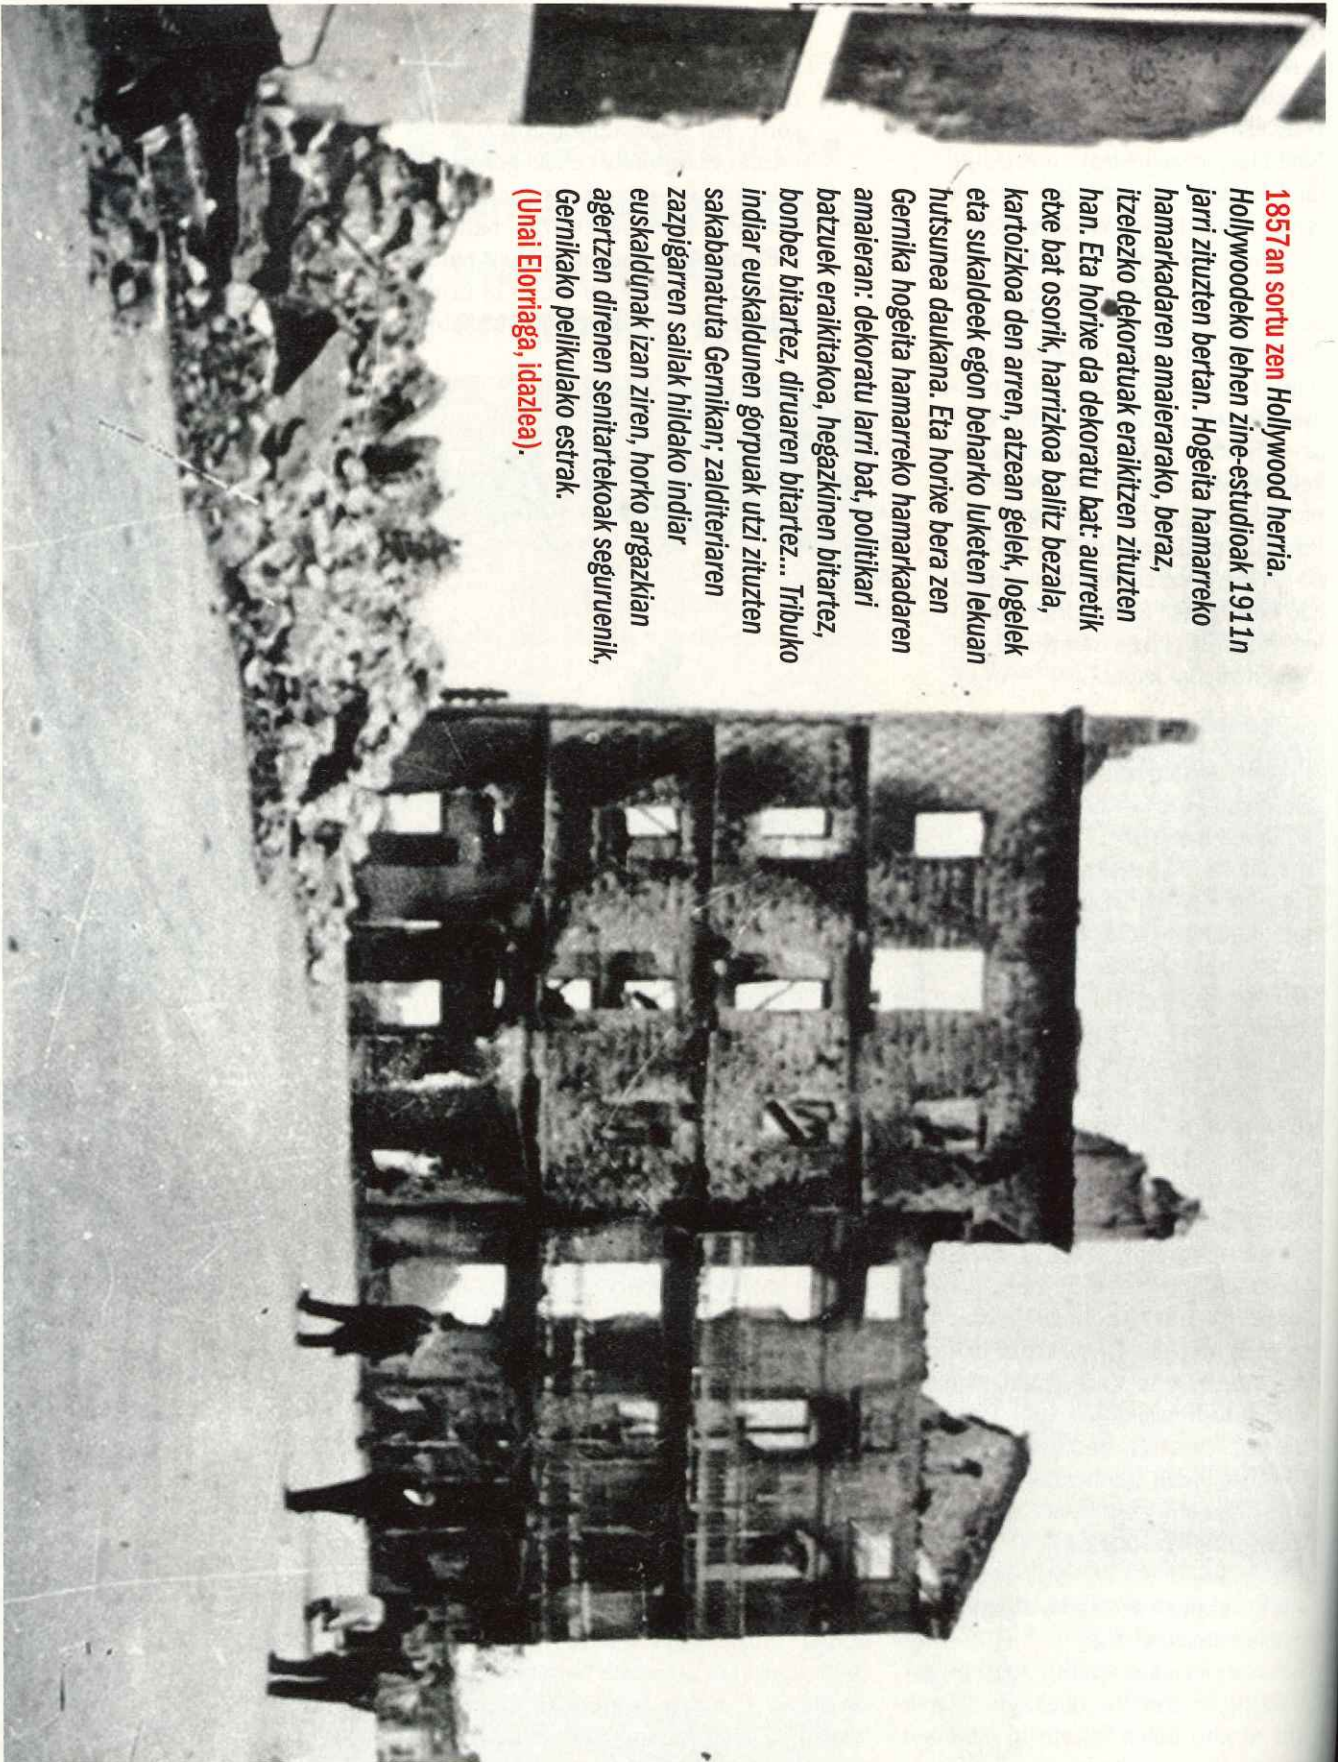 1857an sortu zen Hollywood herria.
Hollywoodeko lehen zine-estudioak 1911n
jarri zituzten bertan. Hogeita hamarreko
hamarkadaren amaierarako, beraz,
itzelezko dekoratuak eraikitzen zituzten
han. Eta horixe da dekoratu bat: aurretik
etxe bat osorik, harrizkoa balitz bezala,
kartoizkoa den arren, atzean gelek, logelek
eta sukaldeek egon beharko luketen lekuan
hutsunea daukana. Eta horixe bera zen
Gernika hogeita hamarreko hamarkadaren
amaieran: dekoratu larri bat, politikari
batzuek eraikitakoa, hegazkinen bitartez,
bonbez bitartez, diruaren bitartez... Tribuko
indiar euskaldunen gorpuak utzi zituzten
sakabanatuta Gernikan; zalditeriaren
zazpigarren sailak hildako indiar
euskaldunak izan ziren, horko argazkian
agertzen direnen senitartekoak seguruenik,
Gernikako pelikulako estrak.
(Unai Elorriaga, idazlea).